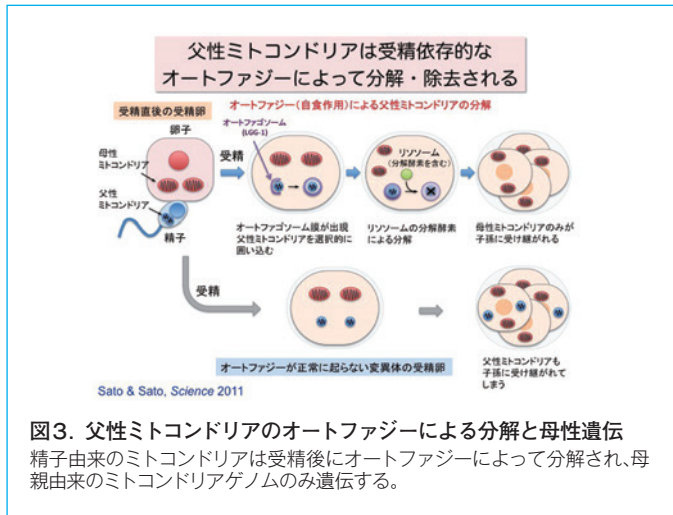 父性ミトコンドリアは受精依存的な
オートファジーによって分解・除去される
受精直後の受精卵
オートファジー(自食作用)による父性ミトコンドリアの分解
卵子
オートファゴソーム
(LGG-1)
母性
ミトコンドリア
受精
リソソーム
(分解酵素を含む)
父性
ミトコンドリア
精子
オートファゴソーム膜が出現
父性ミトコンドリアを選択的に
囲い込む
リソソームの分解酵素
による分解
母性ミトコンドリアのみが
子孫に受け継がれる
受精
オートファジーが正常に起らない変異体の受精卵
父性ミトコンドリアも
子孫に受け継がれて
しまう
Sato & Sato, Science 2011
図3. 父性ミトコンドリアのオートファジーによる分解と母性遺伝
精子由来のミトコンドリアは受精後にオートファジーによって分解され、母
親由来のミトコンドリアゲノムのみ遺伝する。